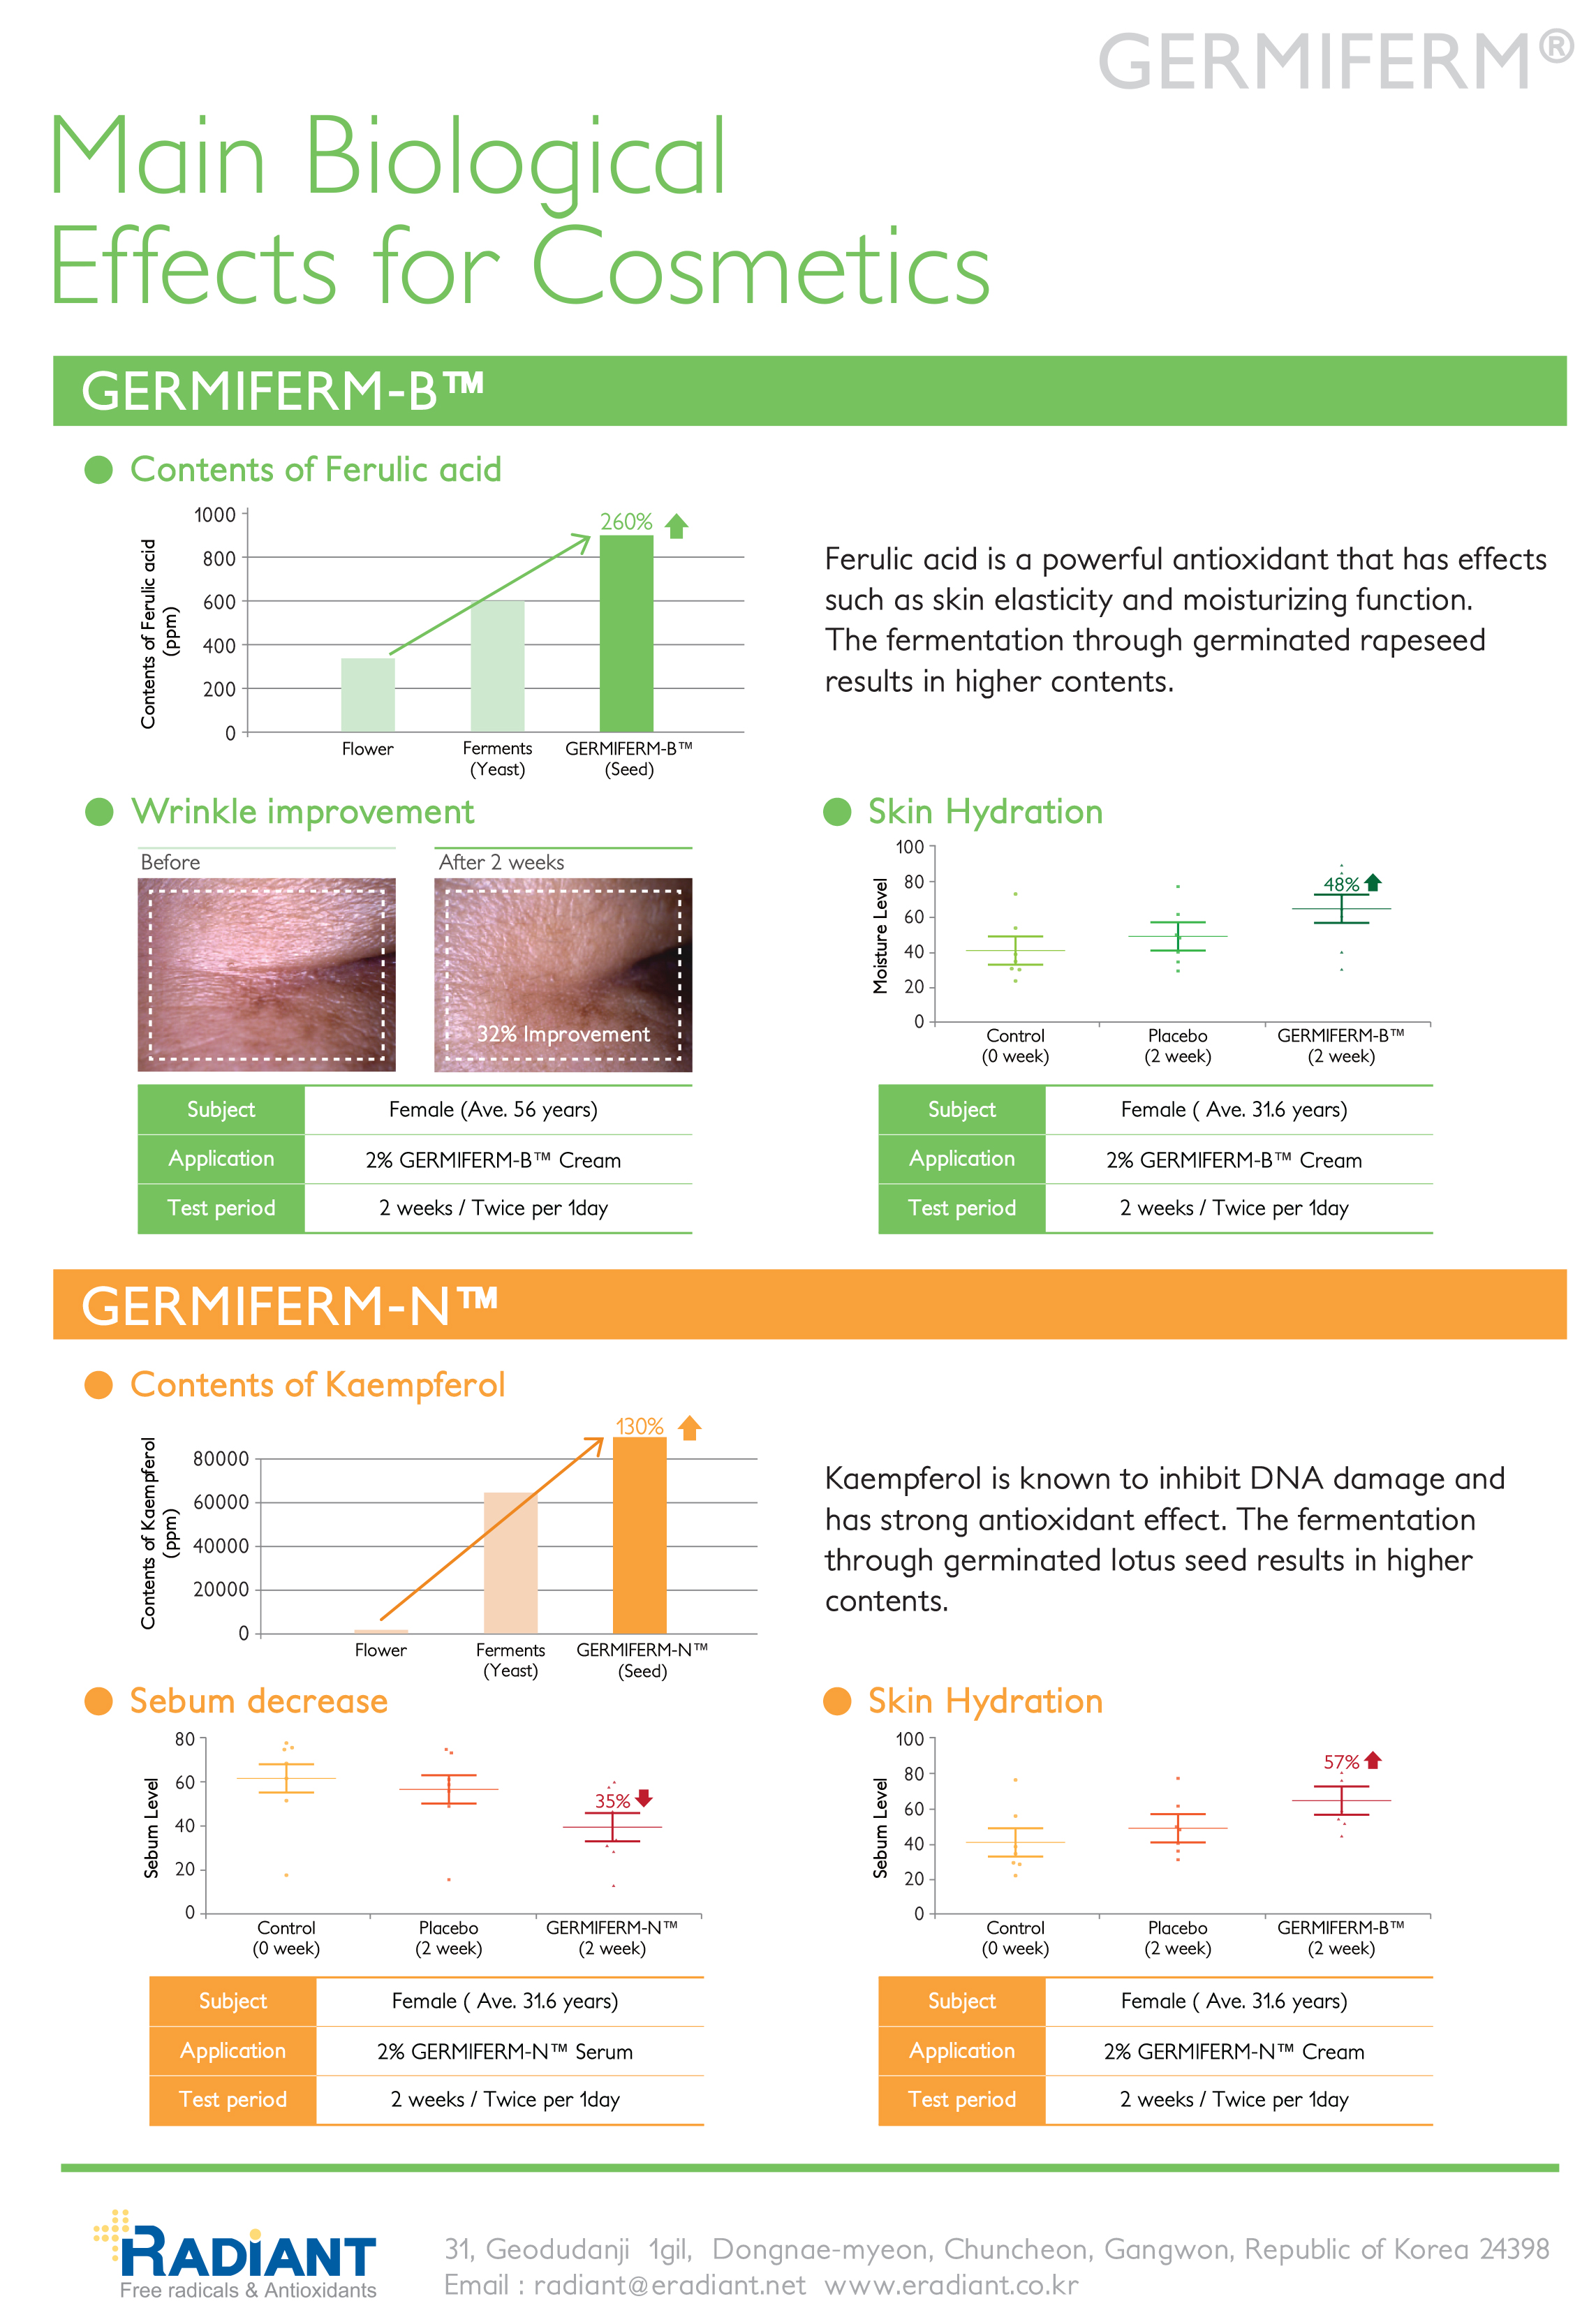 GERMIFERM®
Main Biological
Effects for Cosmetics
GERMIFERM-B™
Contents of Ferulic acid
Contents of Ferulic acid
(ppm)
1000
800
600
400
200
0
260%
Flower
Ferments
(Yeast)
GERMIFERM-B™
(Seed)
Ferulic acid is a powerful antioxidant that has effects
such as skin elasticity and moisturizing function.
The fermentation through germinated rapeseed
results in higher contents.
Wrinkle improvement
Before
After 2 weeks
32% Improvement
Subject
Female (Ave. 56 years)
Application
2% GERMIFERM-B™ Cream
Test period
2 weeks / Twice per 1day
Skin Hydration
Moisture Level
100
80
60
40
20
0
48%
Control
(0 week)
Placebo
(2 week)
GERMIFERM-B™
(2 week)
Subject
Female ( Ave. 31.6 years)
Application
2% GERMIFERM-B™ Cream
Test period
2 weeks / Twice per 1day
GERMIFERM-N™
Contents of Kaempferol
Contents of Kaempferol
(ppm)
80000
60000
40000
20000
0
130%
Flower
Ferments
(Yeast)
GERMIFERM-N™
(Seed)
Kaempferol is known to inhibit DNA damage and
has strong antioxidant effect. The fermentation
through germinated lotus seed results in higher
contents.
Sebum decrease
Sebum Level
80
60
40
20
0
35%
Control
(0 week)
Placebo
(2 week)
GERMIFERM-N™
(2 week)
Subject
Female ( Ave. 31.6 years)
Application
2% GERMIFERM-N™ Serum
Test period
2 weeks / Twice per 1day
Skin Hydration
Sebum Level
100
80
60
40
20
0
57%
Control
(0 week)
Placebo
(2 week)
GERMIFERM-B™
(2 week)
Subject
Female ( Ave. 31.6 years)
Application
2% GERMIFERM-N™ Cream
Test period
2 weeks / Twice per 1day
RADiANT
Free radicals & Antioxidants
31, Geodudanji 1gil, Dongnae-myeon, Chuncheon, Gangwon, Republic of Korea 24398
Email : radiant@eradiant.net www.eradiant.co.kr